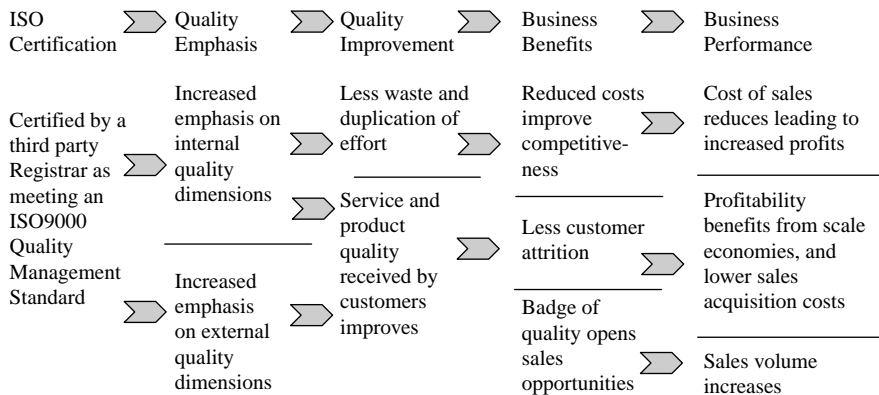 ISO
Certification
Quality
Emphasis
Quality
Improvement
Business
Benefits
Business
Performance
Certified by a
third party
Registrar as
meeting an
ISO9000
Quality
Management
Standard
Increased
emphasis on
internal
quality
dimensions
Increased
emphasis
on external
quality
dimensions
Less waste and
duplication of
effort
Service and
product
quality
received by
customers
improves
Reduced costs
improve
competitive-
ness
Less customer
attrition
Badge of
quality opens
sales
opportunities
Cost of sales
reduces leading to
increased profits
Profitability
benefits from scale
economies, and
lower sales
acquisition costs
Sales volume
increases